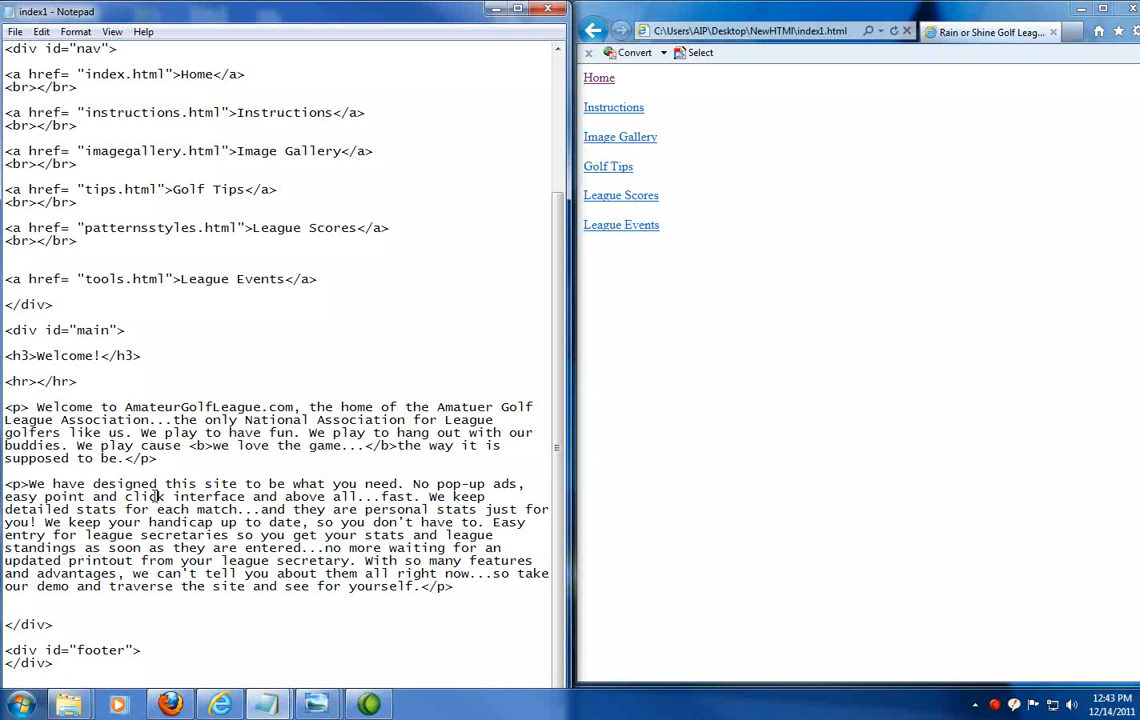 index1 - Notepad
File Edit Format View Help
<div id="nav">
<a href= "index.html">Home</a>
<br></br>
<a href= "instructions.html">Instructions</a>
<br></br>
<a href= "imagegallery.html">Image Gallery</a>
<br></br>
<a href= "tips.html">Golf Tips</a>
<br></br>
<a href= "patternsstyles.html">League Scores</a>
<br></br>
<a href= "tools.html">League Events</a>
</div>
<div id="main">
<h3>Welcome!</h3>
<hr></hr>
<p> Welcome to AmateurGolfLeague.com, the home of the Amatuer Golf
League Association...the only National Association for League
golfers like us. We play to have fun. We play to hang out with our
buddies. We play cause <b>we love the game...</b>the way it is
supposed to be.</p>
<p>We have designed this site to be what you need. No pop-up ads,
easy point and click interface and above all...fast. We keep
detailed stats for each match...and they are personal stats just for
you! We keep your handicap up to date, so you don't have to. Easy
entry for league secretaries so you get your stats and league
standings as soon as they are entered...no more waiting for an
updated printout from your league secretary. With so many features
and advantages, we can't tell you about them all right now...so take
our demo and traverse the site and see for yourself.</p>
</div>
<div id="footer">
</div>
C:\Users\AIP\Desktop\NewHTMl\index1.html
Rain or Shine Golf Leag...
Convert Select
Home
Instructions
Image Gallery
Golf Tips
League Scores
League Events
12:43 PM
12/14/2011